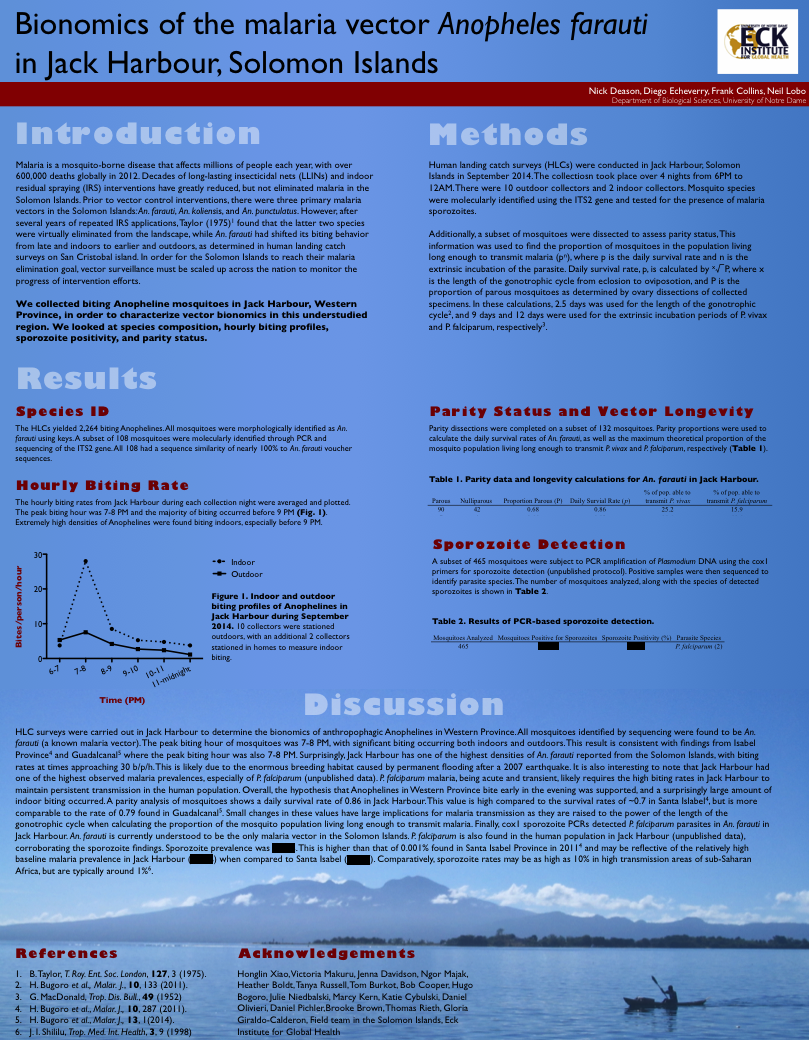 Bionomics of the malaria vector Anopheles farauti
in Jack Harbour, Solomon Islands
UNIVERSITY OF NOTRE DAME
ECK
INSTITUTE
FOR GLOBAL HEALTH
Nick Deason, Diego Echeverry, Frank Collins, Neil Lobo
Department of Biological Sciences, University of Notre Dame
Introduction
Malaria is a mosquito-borne disease that affects millions of people each year, with over
600,000 deaths globally in 2012. Decades of long-lasting insecticidal nets (LLINs) and indoor
residual spraying (IRS) interventions have greatly reduced, but not eliminated malaria in the
Solomon Islands. Prior to vector control interventions, there were three primary malaria
vectors in the Solomon Islands: An. farauti, An. koliensis, and An. punctulatus. However, after
several years of repeated IRS applications, Taylor (1975)¹ found that the latter two species
were virtually eliminated from the landscape, while An. farauti had shifted its biting behavior
from late and indoors to earlier and outdoors, as determined in human landing catch
surveys on San Cristobal island. In order for the Solomon Islands to reach their malaria
elimination goal, vector surveillance must be scaled up across the nation to monitor the
progress of intervention efforts.
We collected biting Anopheline mosquitoes in Jack Harbour, Western
Province, in order to characterize vector bionomics in this understudied
region. We looked at species composition, hourly biting profiles,
sporozoite positivity, and parity status.
Methods
Human landing catch surveys (HLCs) were conducted in Jack Harbour, Solomon
Islands in September 2014. The collectiosn took place over 4 nights from 6PM to
12AM. There were 10 outdoor collectors and 2 indoor collectors. Mosquito species
were molecularly identified using the ITS2 gene and tested for the presence of malaria
sporozoites.
Additionally, a subset of mosquitoes were dissected to assess parity status, This
information was used to find the proportion of mosquitoes in the population living
long enough to transmit malaria (pⁿ), where p is the daily survival rate and n is the
extrinsic incubation of the parasite. Daily survival rate, p, is calculated by ˣ√P, where x
is the length of the gonotrophic cycle from eclosion to oviposition, and P is the
proportion of parous mosquitoes as determined by ovary dissections of collected
specimens. In these calculations, 2.5 days was used for the length of the gonotrophic
cycle², and 9 days and 12 days were used for the extrinsic incubation periods of P. vivax
and P. falciparum, respectively³.
Results
Species ID
The HLCs yielded 2,264 biting Anophelines. All mosquitoes were morphologically identified as An.
farauti using keys. A subset of 108 mosquitoes were molecularly identified through PCR and
sequencing of the ITS2 gene. All 108 had a sequence similarity of nearly 100% to An. farauti voucher
sequences.
Hourly Biting Rate
The hourly biting rates from Jack Harbour during each collection night were averaged and plotted.
The peak biting hour was 7-8 PM and the majority of biting occurred before 9 PM (Fig. 1).
Extremely high densities of Anophelines were found biting indoors, especially before 9 PM.
Bites/person/hour
30
20
10
0
6-7
7-8
8-9
9-10
10-11
11-midnight
Time (PM)
Indoor
Outdoor
Figure 1. Indoor and outdoor
biting profiles of Anophelines in
Jack Harbour during September
2014. 10 collectors were stationed
outdoors, with an additional 2 collectors
stationed in homes to measure indoor
biting.
Parity Status and Vector Longevity
Parity dissections were completed on a subset of 132 mosquitoes. Parity proportions were used to
calculate the daily survival rates of An. farauti, as well as the maximum theoretical proportion of the
mosquito population living long enough to transmit P. vivax and P. falciparum, respectively (Table 1).
Table 1. Parity data and longevity calculations for An. farauti in Jack Harbour.
% of pop. able to % of pop. able to
Parous Nulliparous Proportion Parous (P) Daily Survial Rate (p) transmit P. vivax transmit P. falciparum
90 42 0.68 0.86 25.2 15.9
Sporozoite Detection
A subset of 465 mosquitoes were subject to PCR amplification of Plasmodium DNA using the cox1
primers for sporozoite detection (unpublished protocol). Positive samples were then sequenced to
identify parasite species. The number of mosquitoes analyzed, along with the species of detected
sporozoites is shown in Table 2.
Table 2. Results of PCR-based sporozoite detection.
Mosquitoes Analyzed Mosquitoes Positive for Sporozoites Sporozoite Positivity (%) Parasite Species
465 P. falciparum (2)
Discussion
HLC surveys were carried out in Jack Harbour to determine the bionomics of anthropophagic Anophelines in Western Province. All mosquitoes identified by sequencing were found to be An.
farauti (a known malaria vector). The peak biting hour of mosquitoes was 7-8 PM, with significant biting occurring both indoors and outdoors. This result is consistent with findings from Isabel
Province⁴ and Guadalcanal⁵ where the peak biting hour was also 7-8 PM. Surprisingly, Jack Harbour has one of the highest densities of An. farauti reported from the Solomon Islands, with biting
rates at times approaching 30 b/p/h. This is likely due to the enormous breeding habitat caused by permanent flooding after a 2007 earthquake. It is also interesting to note that Jack Harbour had
one of the highest observed malaria prevalences, especially of P. falciparum (unpublished data). P. falciparum malaria, being acute and transient, likely requires the high biting rates in Jack Harbour to
maintain persistent transmission in the human population. Overall, the hypothesis that Anophelines in Western Province bite early in the evening was supported, and a surprisingly large amount of
indoor biting occurred. A parity analysis of mosquitoes shows a daily survival rate of 0.86 in Jack Harbour. This value is high compared to the survival rates of ~0.7 in Santa Islabel⁴, but is more
comparable to the rate of 0.79 found in Guadalcanal⁵. Small changes in these values have large implications for malaria transmission as they are raised to the power of the length of the
gonotrophic cycle when calculating the proportion of the mosquito population living long enough to transmit malaria. Finally, cox1 sporozoite PCRs detected P. falciparum parasites in An. farauti in
Jack Harbour. An. farauti is currently understood to be the only malaria vector in the Solomon Islands. P. falciparum is also found in the human population in Jack Harbour (unpublished data),
corroborating the sporozoite findings. Sporozoite prevalence was . This is higher than that of 0.001% found in Santa Isabel Province in 2011⁴ and may be reflective of the relatively high
baseline malaria prevalence in Jack Harbour ( ) when compared to Santa Isabel ( ). Comparatively, sporozoite rates may be as high as 10% in high transmission areas of sub-Saharan
Africa, but are typically around 1%⁶.
References
1. B. Taylor, T. Roy. Ent. Soc. London, 127, 3 (1975).
2. H. Bugoro et al., Malar. J., 10, 133 (2011).
3. G. MacDonald, Trop. Dis. Bull., 49 (1952)
4. H. Bugoro et al., Malar. J., 10, 287 (2011).
5. H. Bugoro et al., Malar. J., 13, 1(2014).
6. J. I. Shililu, Trop. Med. Int. Health, 3, 9 (1998)
Acknowledgements
Honglin Xiao, Victoria Makuru, Jenna Davidson, Ngor Majak,
Heather Boldt, Tanya Russell, Tom Burkot, Bob Cooper, Hugo
Bogoro, Julie Niedbalski, Marcy Kern, Katie Cybulski, Daniel
Olivieri, Daniel Pichler, Brooke Brown, Thomas Rieth, Gloria
Giraldo-Calderon, Field team in the Solomon Islands, Eck
Institute for Global Health